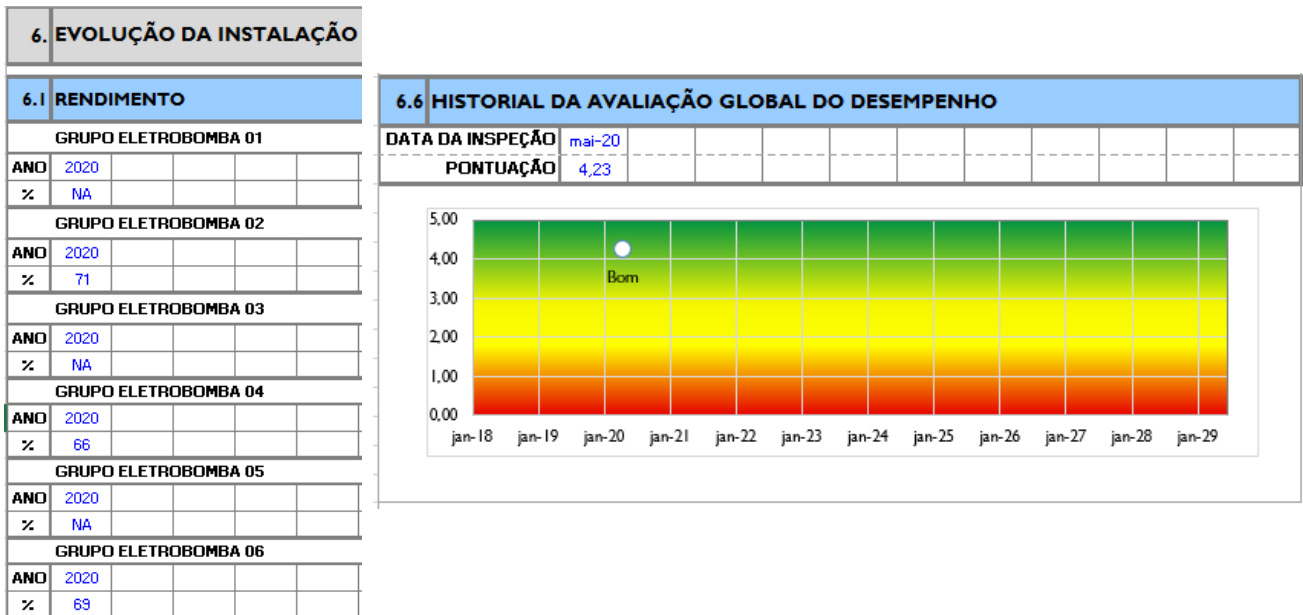 6. EVOLUÇÃO DA INSTALAÇÃO
6.1 RENDIMENTO
GRUPO ELETROBOMBA 01
ANO 2020
% NA
GRUPO ELETROBOMBA 02
ANO 2020
% 71
GRUPO ELETROBOMBA 03
ANO 2020
% NA
GRUPO ELETROBOMBA 04
ANO 2020
% 66
GRUPO ELETROBOMBA 05
ANO 2020
% NA
GRUPO ELETROBOMBA 06
ANO 2020
% 69
6.6 HISTORIAL DA AVALIAÇÃO GLOBAL DO DESEMPENHO
DATA DA INSPEÇÃO mai-20
PONTUAÇÃO 4,23
5,00
4,00
Bom
3,00
2,00
1,00
0,00
jan-18 jan-19 jan-20 jan-21 jan-22 jan-23 jan-24 jan-25 jan-26 jan-27 jan-28 jan-29